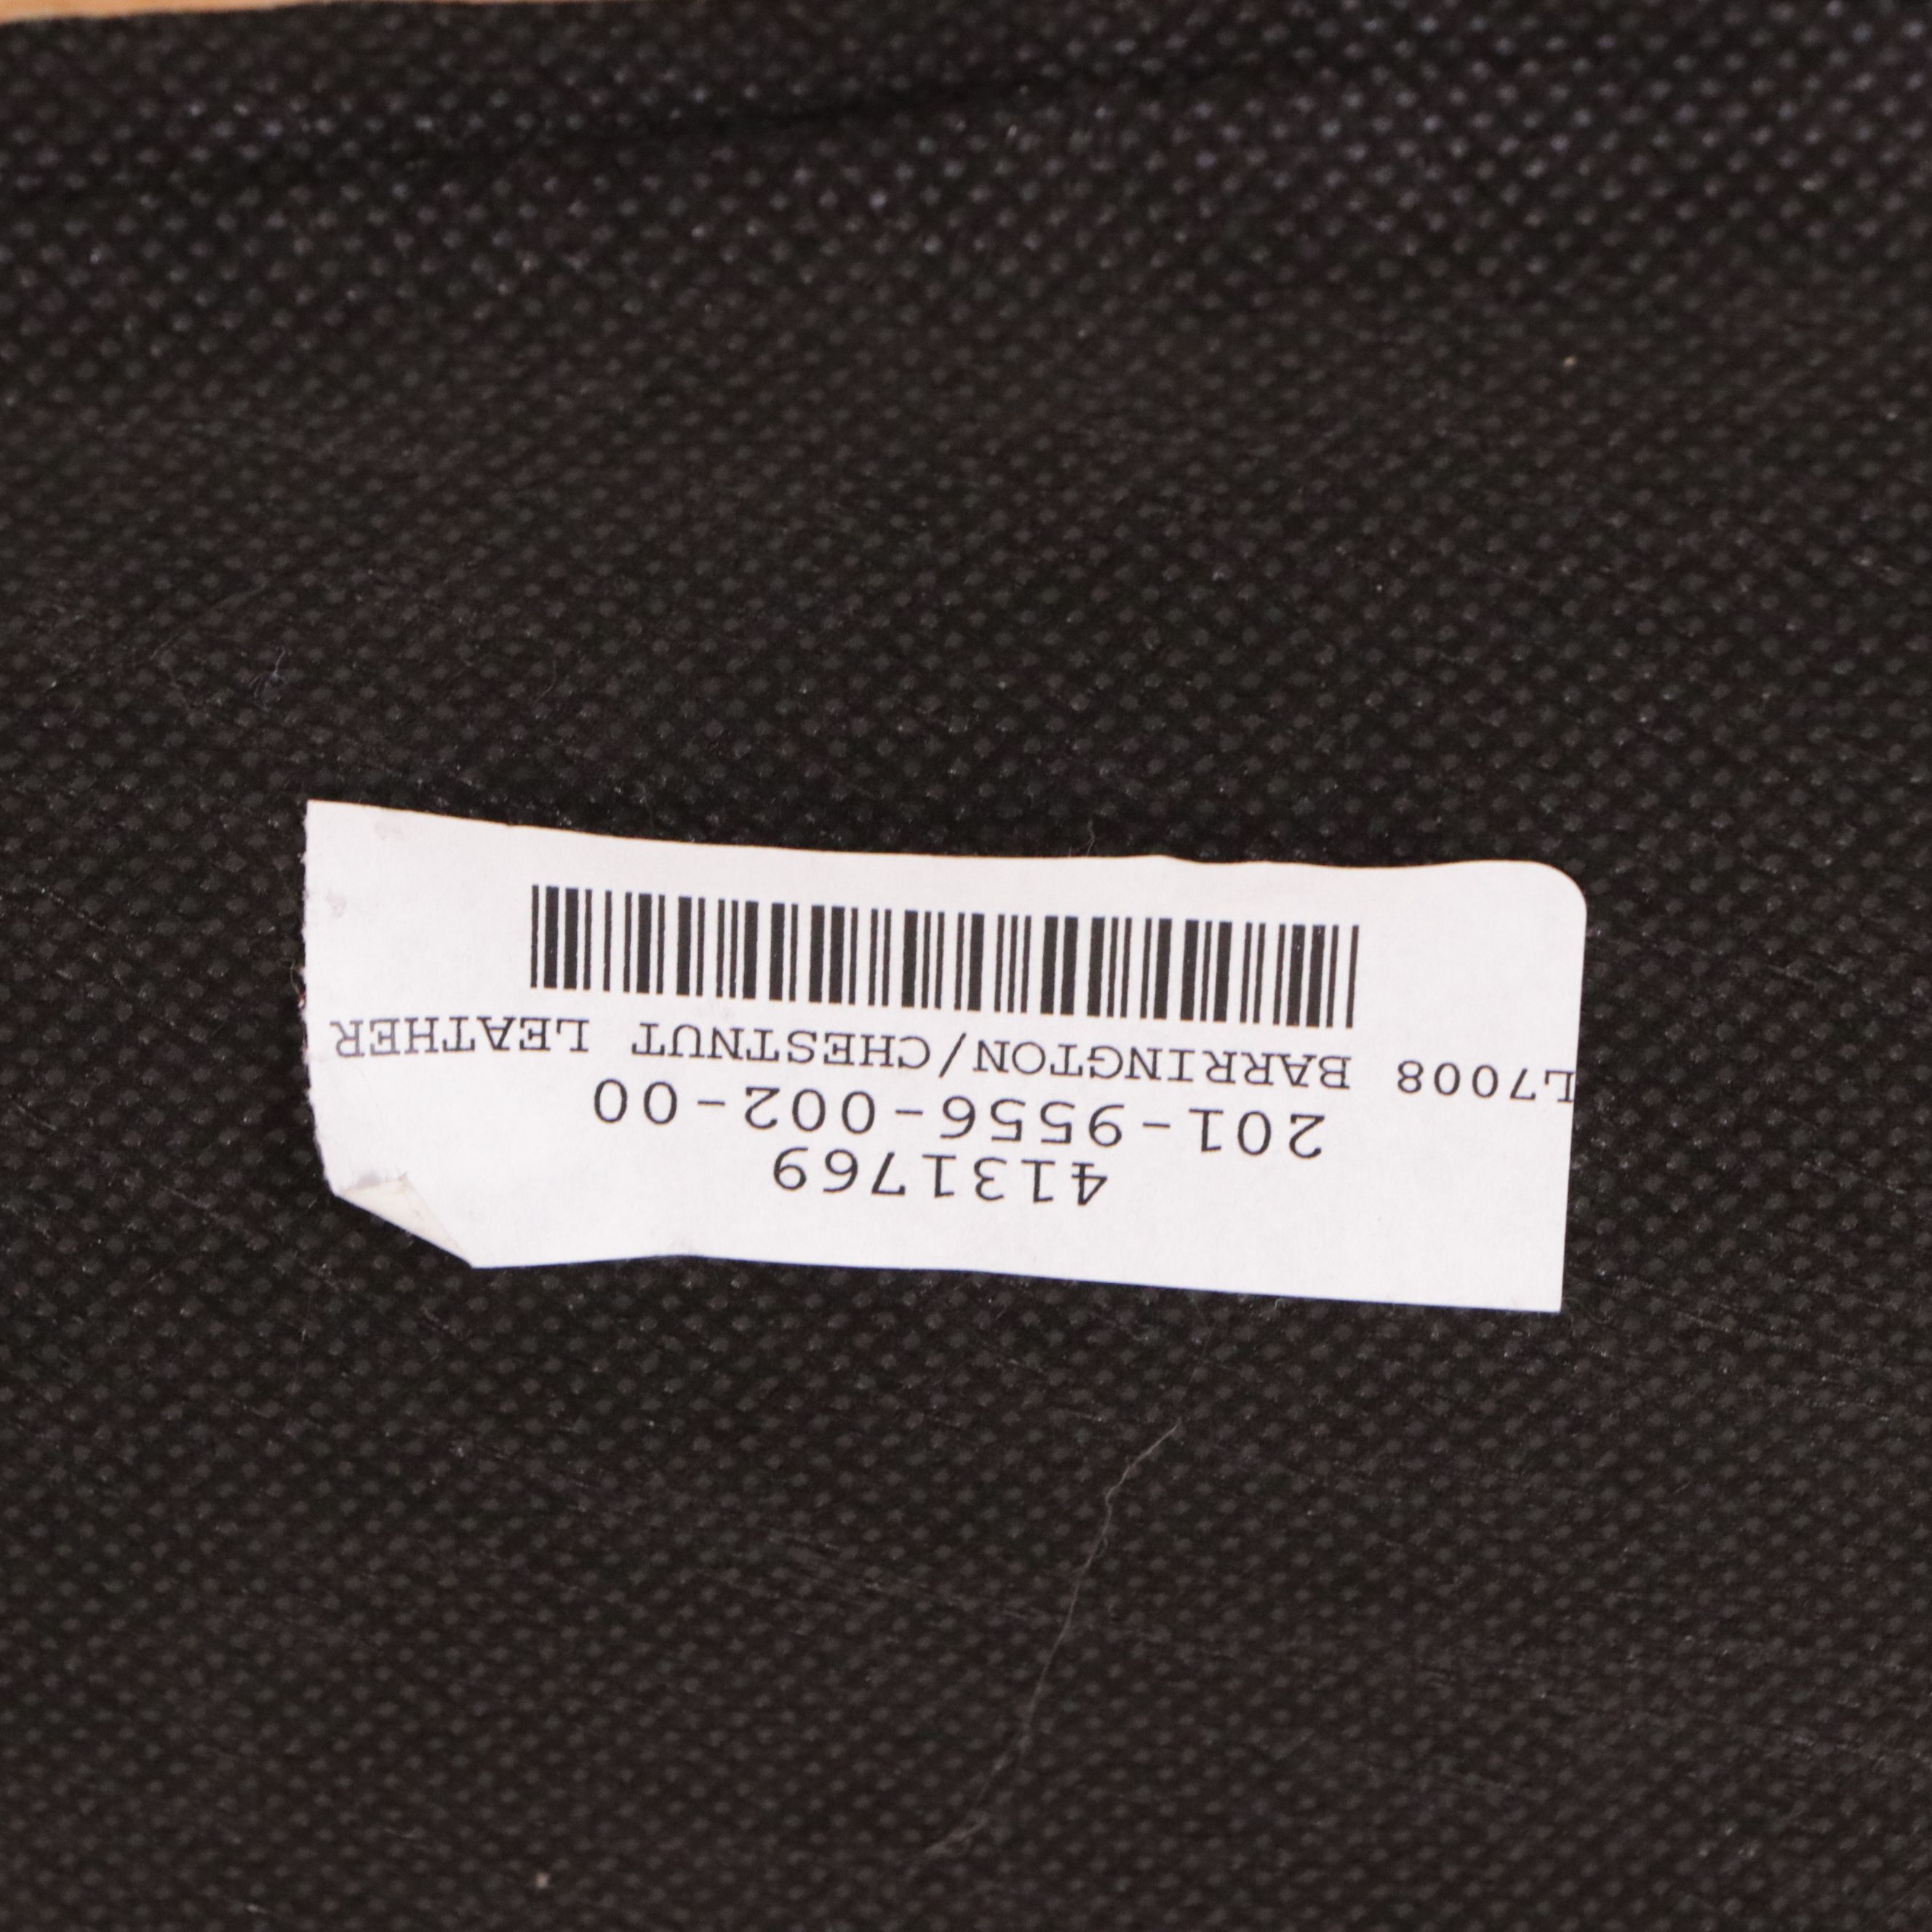 4131769
201-9556-002-00
L7008 BARRINGTON/CHESTNUT LEATHER